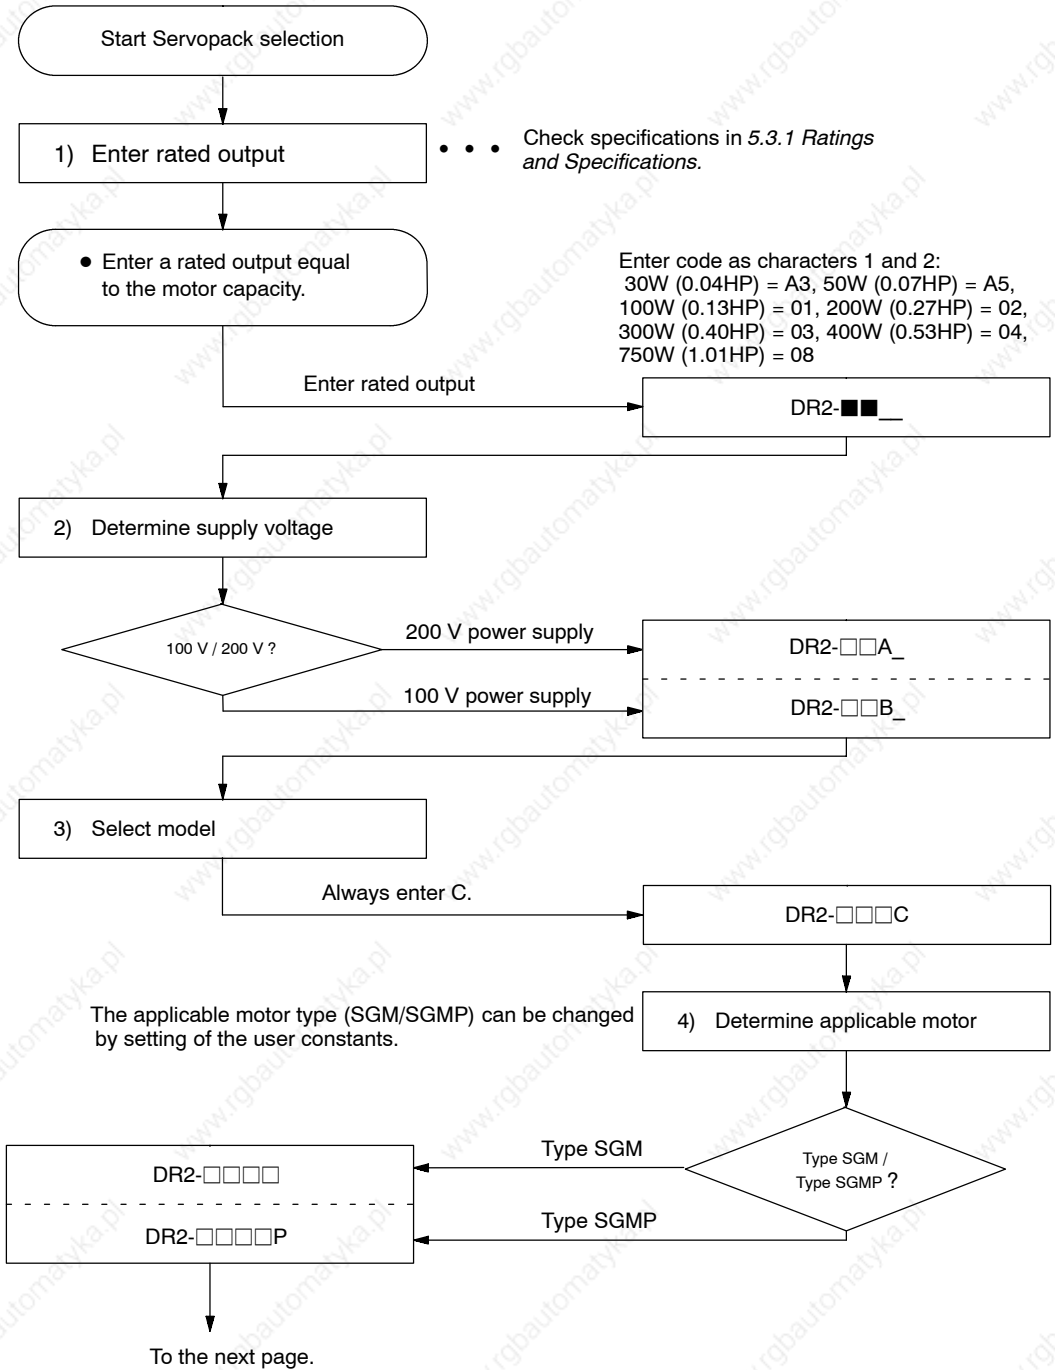 Start Servopack selection
1) Enter rated output
• • • Check specifications in 5.3.1 Ratings
and Specifications.
● Enter a rated output equal
to the motor capacity.
Enter code as characters 1 and 2:
30W (0.04HP) = A3, 50W (0.07HP) = A5,
100W (0.13HP) = 01, 200W (0.27HP) = 02,
300W (0.40HP) = 03, 400W (0.53HP) = 04,
750W (1.01HP) = 08
Enter rated output
DR2-■■__
2) Determine supply voltage
100 V / 200 V ?
200 V power supply
DR2-□□A_
100 V power supply
DR2-□□B_
3) Select model
Always enter C.
DR2-□□□C
The applicable motor type (SGM/SGMP) can be changed
by setting of the user constants.
4) Determine applicable motor
Type SGM /
Type SGMP ?
Type SGM
DR2-□□□□
Type SGMP
DR2-□□□□P
To the next page.
www.rgbautomatyka.pl